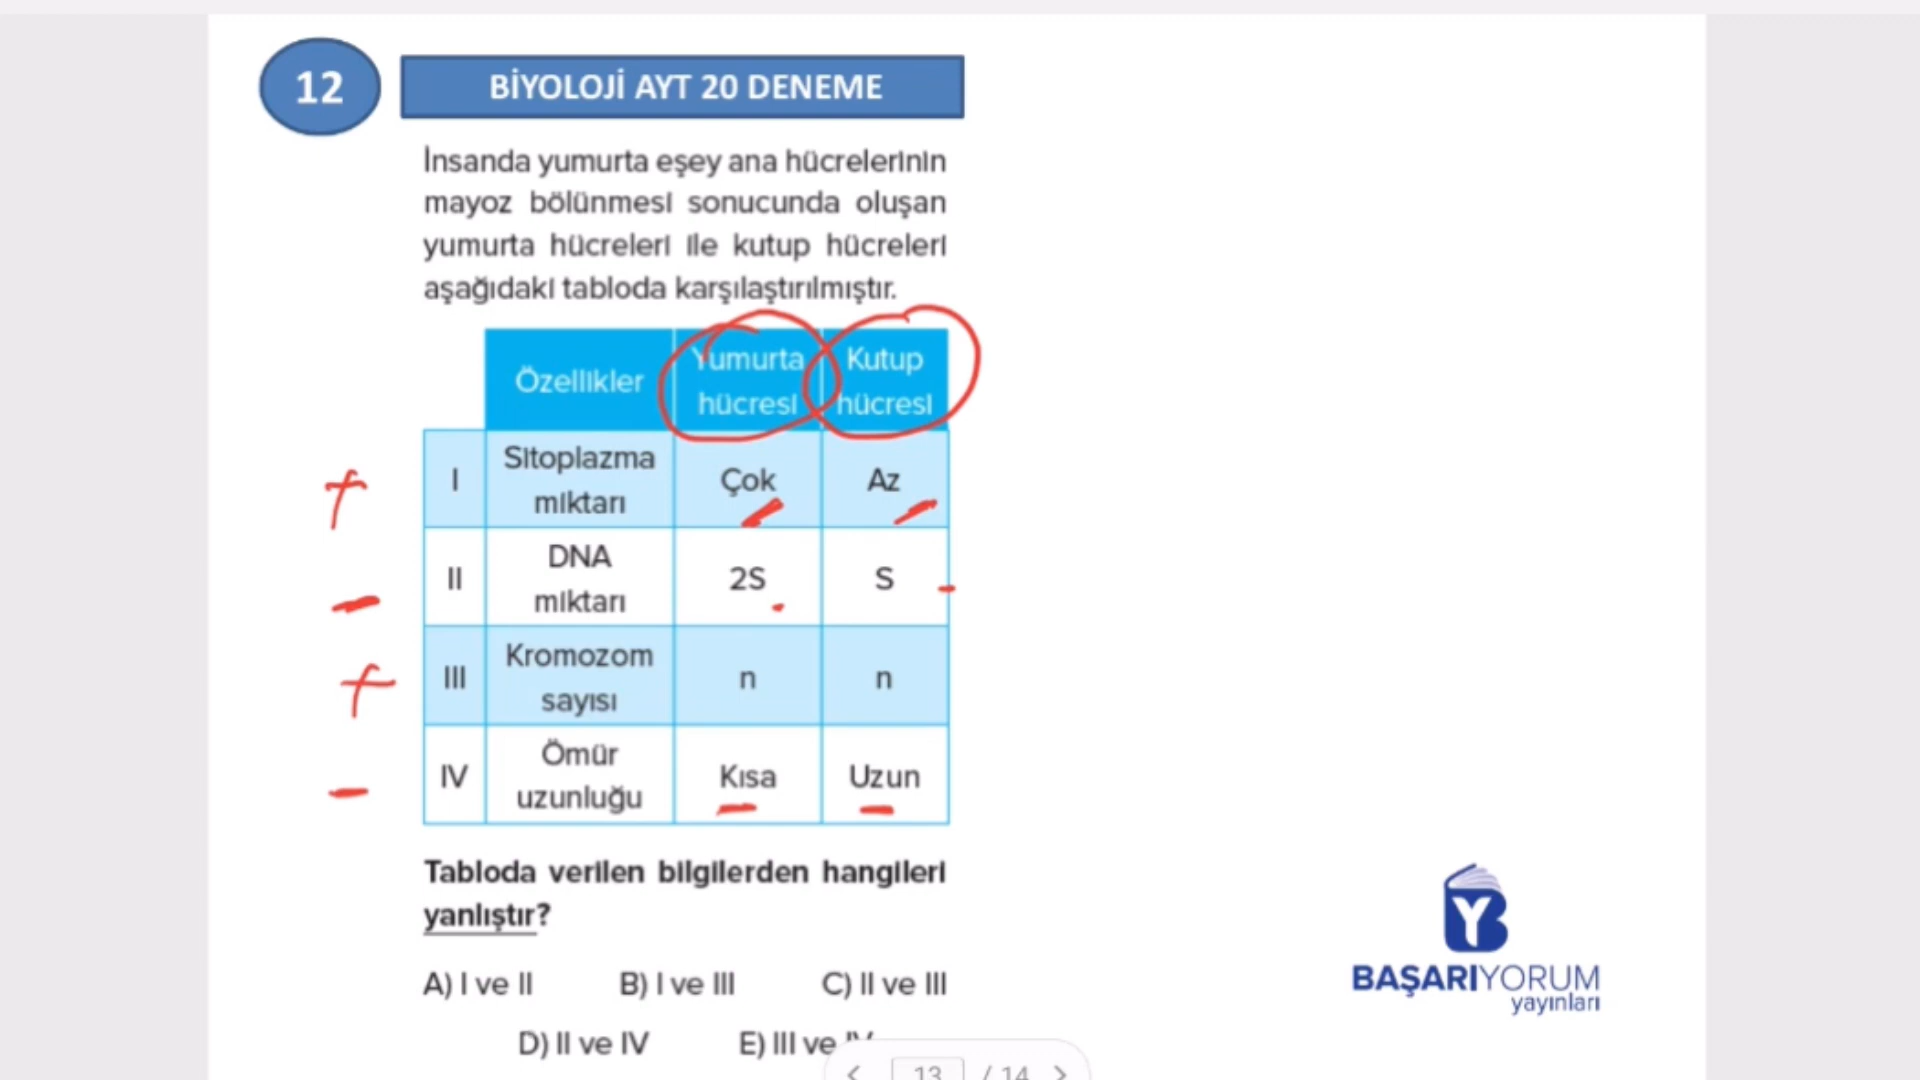 12
BİYOLOJİ AYT 20 DENEME
İnsanda yumurta eşey ana hücrelerinin
mayoz bölünmesi sonucunda oluşan
yumurta hücreleri ile kutup hücreleri
aşağıdaki tabloda karşılaştırılmıştır.
Özellikler
Yumurta
hücresi
Kutup
hücresi
I
Sitoplazma
miktarı
Çok
Az
II
DNA
miktarı
2S
S
III
Kromozom
sayısı
n
n
IV
Ömür
uzunluğu
Kısa
Uzun
Tabloda verilen bilgilerden hangileri
yanlıştır?
A) I ve II B) I ve III C) II ve III
D) II ve IV E) III ve IV
BAŞARIYORUM
yayınları
13 / 14